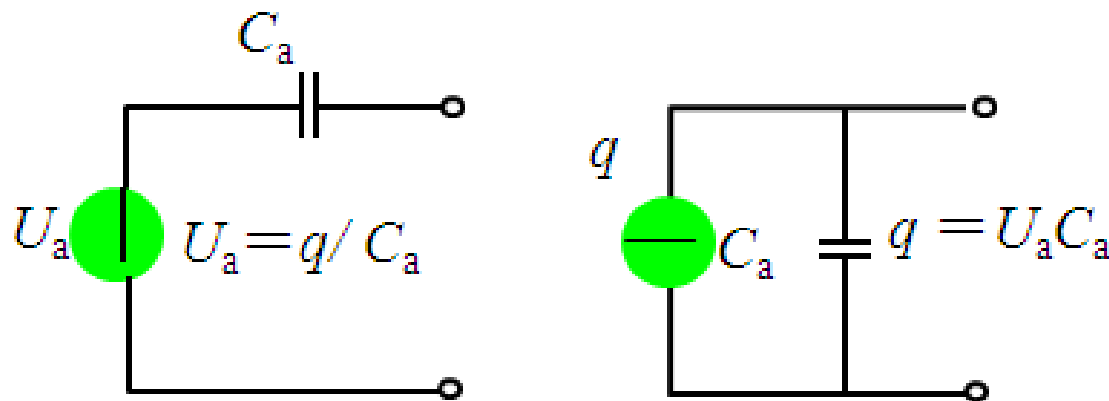 Cₐ
Uₐ
Uₐ=q/ Cₐ
q
Cₐ
q = UₐCₐ